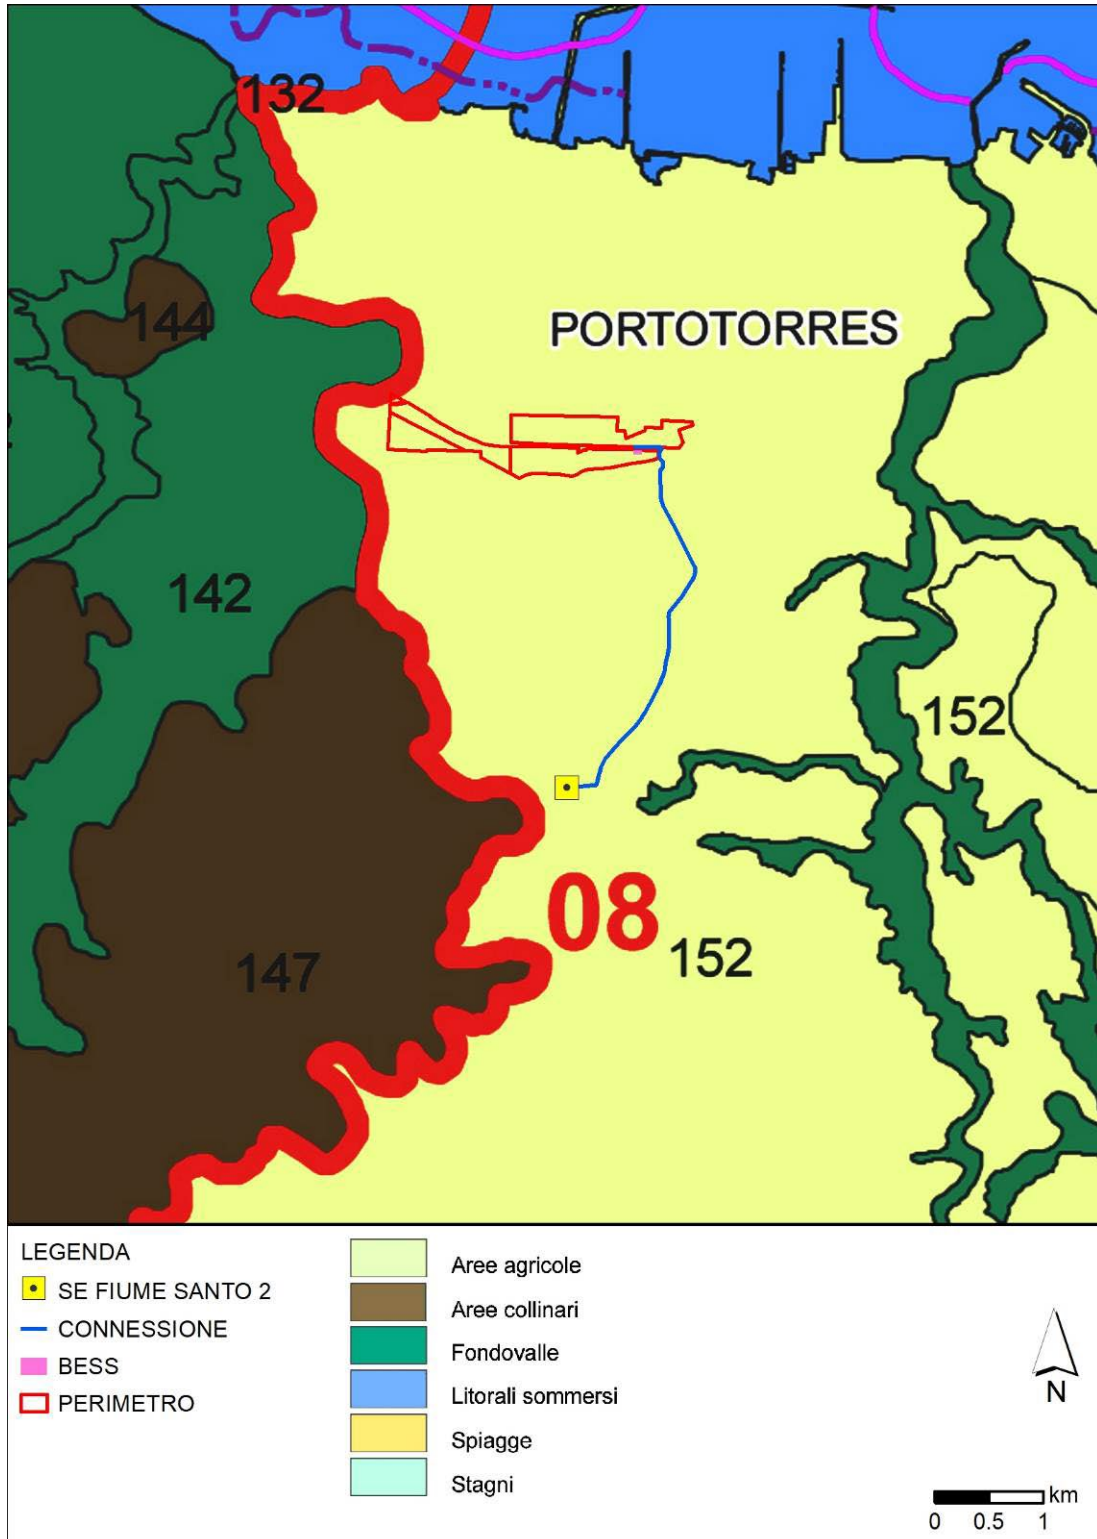 132
144
PORTOTORRES
142
152
08
152
147
LEGENDA
SE FIUME SANTO 2
CONNESSIONE
BESS
PERIMETRO
Aree agricole
Aree collinari
Fondovalle
Litorali sommersi
Spiagge
Stagni
N
km
0 0.5 1